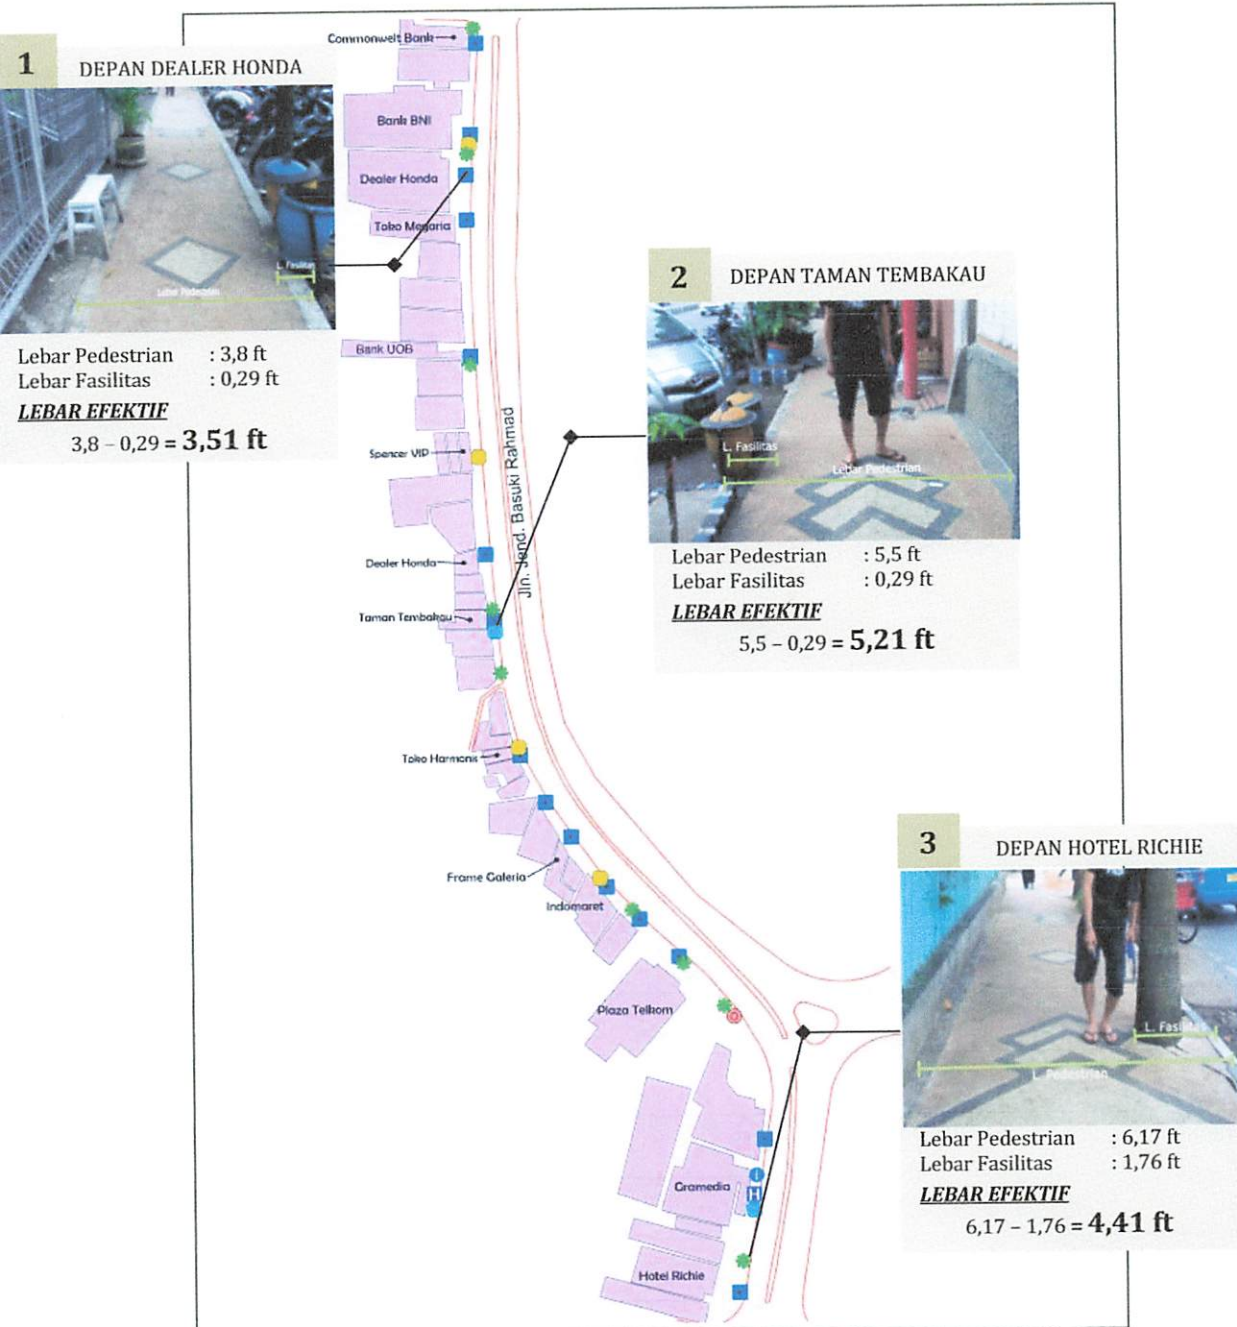 1 DEPAN DEALER HONDA
L. Fasilitas
Lebar Pedestrian
Lebar Pedestrian : 3,8 ft
Lebar Fasilitas : 0,29 ft
LEBAR EFEKTIF
3,8 – 0,29 = 3,51 ft
Commonwelt Bank
Bank BNI
Dealer Honda
Toko Megaria
Bank UOB
Spencer VIP
Dealer Honda
Taman Tembakau
Toko Harmonis
Frame Galeria
Indomaret
Plaza Telkom
Gramedia
H
Hotel Richie
Jln. Jend. Basuki Rahmad
2 DEPAN TAMAN TEMBAKAU
L. Fasilitas
Lebar Pedestrian
Lebar Pedestrian : 5,5 ft
Lebar Fasilitas : 0,29 ft
LEBAR EFEKTIF
5,5 – 0,29 = 5,21 ft
3 DEPAN HOTEL RICHIE
L. Fasilitas
L. Pedestrian
Lebar Pedestrian : 6,17 ft
Lebar Fasilitas : 1,76 ft
LEBAR EFEKTIF
6,17 – 1,76 = 4,41 ft